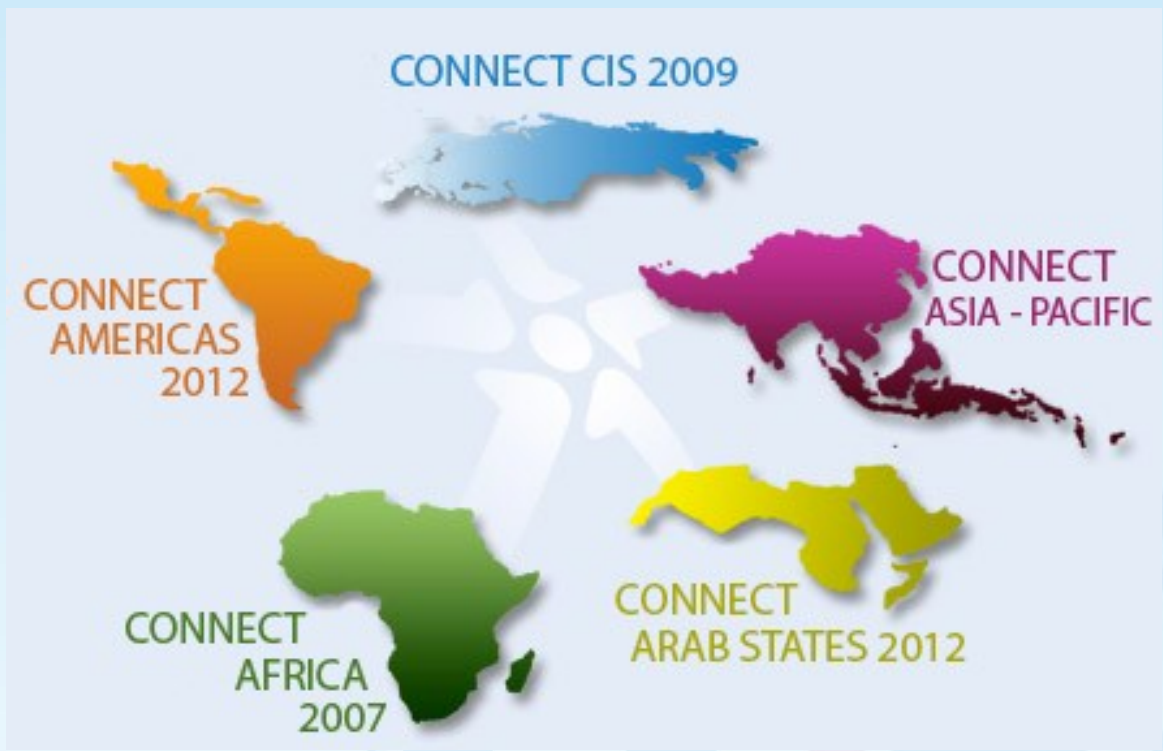 CONNECT CIS 2009
CONNECT
AMERICAS
2012
CONNECT
ASIA - PACIFIC
CONNECT
AFRICA
2007
CONNECT
ARAB STATES 2012